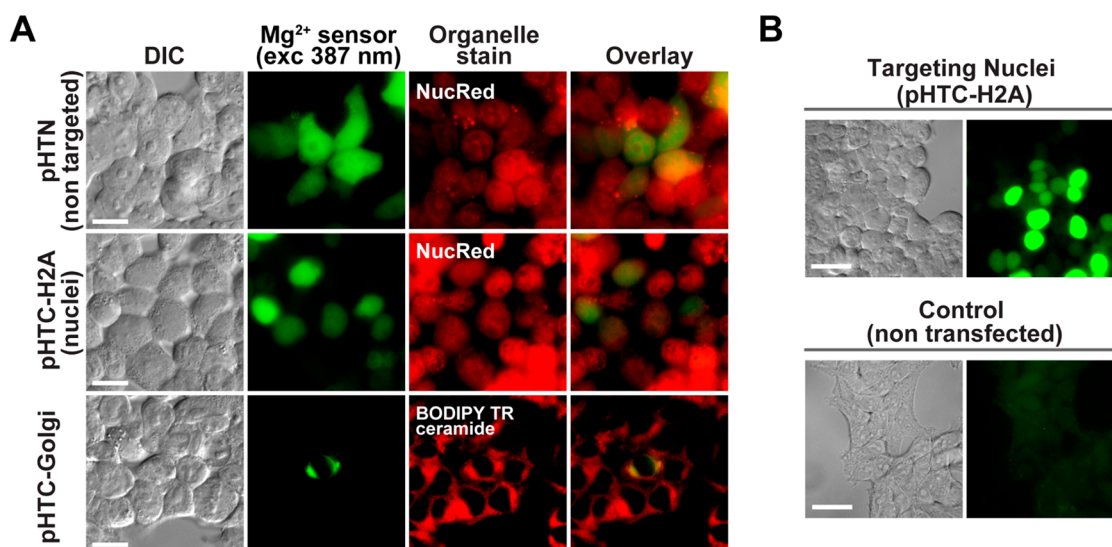 A
DIC
Mg²⁺ sensor
(exc 387 nm)
Organelle
stain
Overlay
pHTN
(non targeted)
NucRed
pHTC-H2A
(nuclei)
NucRed
pHTC-Golgi
BODIPY TR
ceramide
B
Targeting Nuclei
(pHTC-H2A)
Control
(non transfected)